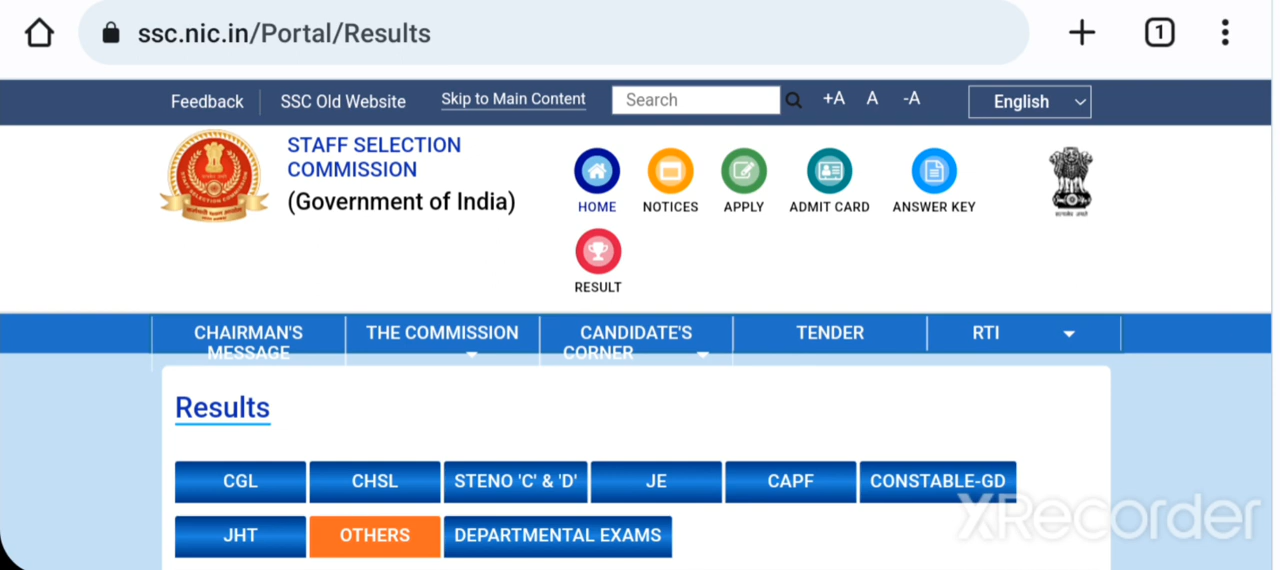 ssc.nic.in/Portal/Results
1
Feedback
SSC Old Website
Skip to Main Content
Search
+A
A
-A
English
STAFF SELECTION
COMMISSION
(Government of India)
HOME
NOTICES
APPLY
ADMIT CARD
ANSWER KEY
RESULT
CHAIRMAN'S
MESSAGE
THE COMMISSION
CANDIDATE'S
CORNER
TENDER
RTI
Results
CGL
CHSL
STENO 'C' & 'D'
JE
CAPF
CONSTABLE-GD
JHT
OTHERS
DEPARTMENTAL EXAMS
XRecorder